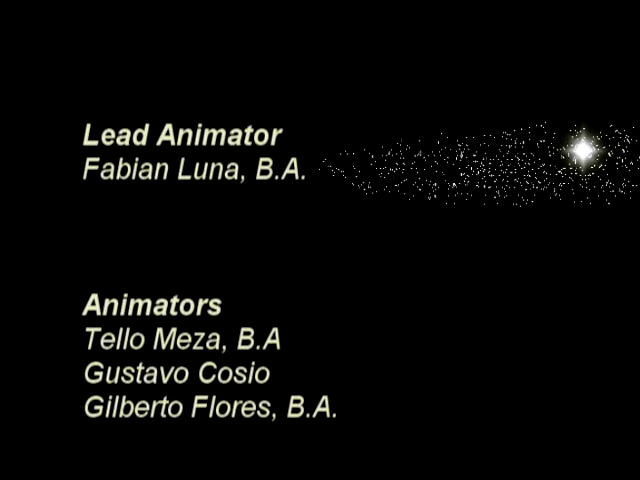 Lead Animator
Fabian Luna, B.A.
Animators
Tello Meza, B.A
Gustavo Cosio
Gilberto Flores, B.A.